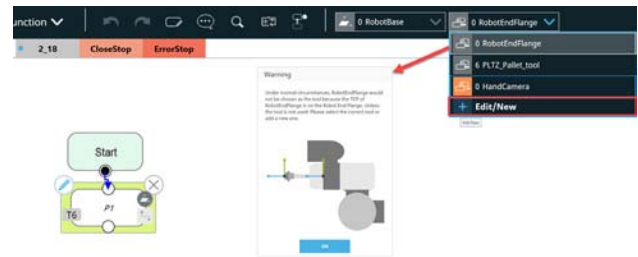 unction
0 RobotBase
0 RobotEndFlange
2_18
CloseStop
ErrorStop
0 RobotEndFlange
6 PLTZ_Pallet_tool
0 HandCamera
+ Edit/New
Warning
Under normal circumstances, RobotEndFlange would
not be chosen as the tool because the TCP of
RobotEndFlange is on the Robot End Flange. Unless
the tool is not used. Please select the correct tool or
add a new one.
Start
T6
P1
OK